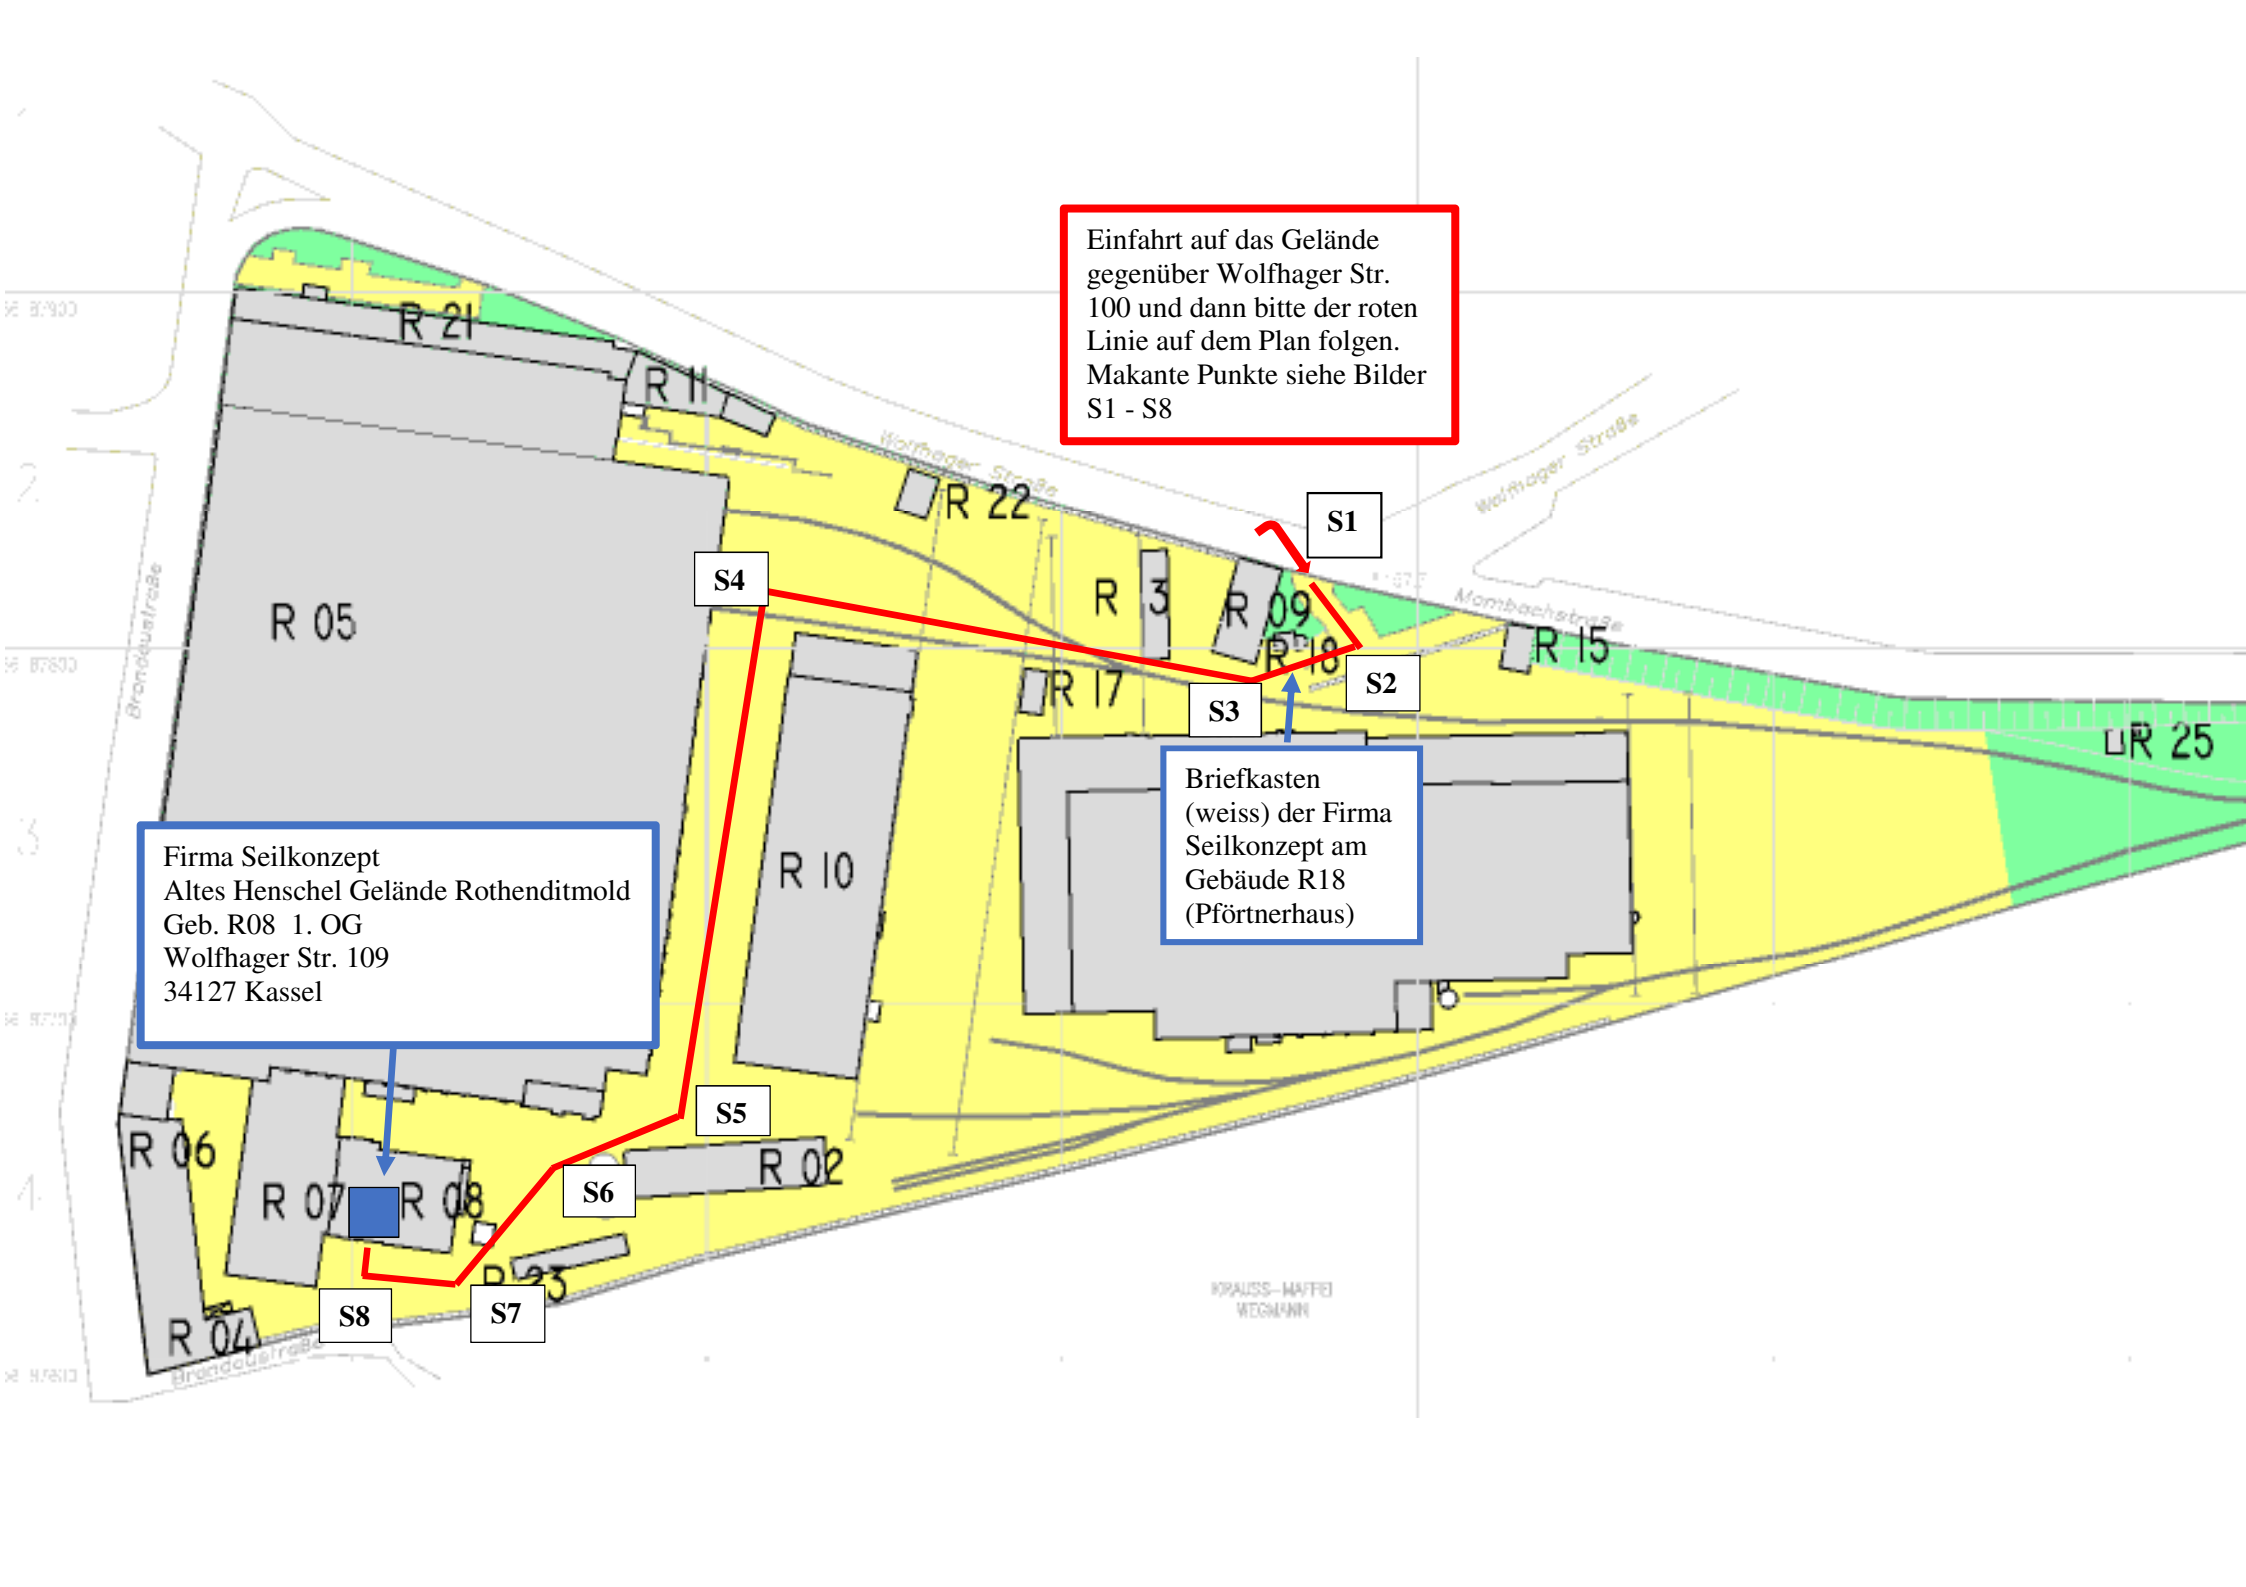 Einfahrt auf das Gelände
gegenüber Wolfhager Str.
100 und dann bitte der roten
Linie auf dem Plan folgen.
Makante Punkte siehe Bilder
S1 - S8
R 21
R 11
Wolfhager Straße
Wolfhager Straße
2
R 22
S1
S4
R 05
R 3
R 09
Mombachstraße
R 15
R 18
S2
R 17
S3
Brandaustraße
R 25
Briefkasten
(weiss) der Firma
Seilkonzept am
Gebäude R18
(Pförtnerhaus)
3
R 10
Firma Seilkonzept
Altes Henschel Gelände Rothenditmold
Geb. R08 1. OG
Wolfhager Str. 109
34127 Kassel
S5
R 06
R 02
4
R 07
R 08
S6
R 23
S8
S7
R 04
Brandaustraße
KRAUSS-MAFFEI
WEGMANN